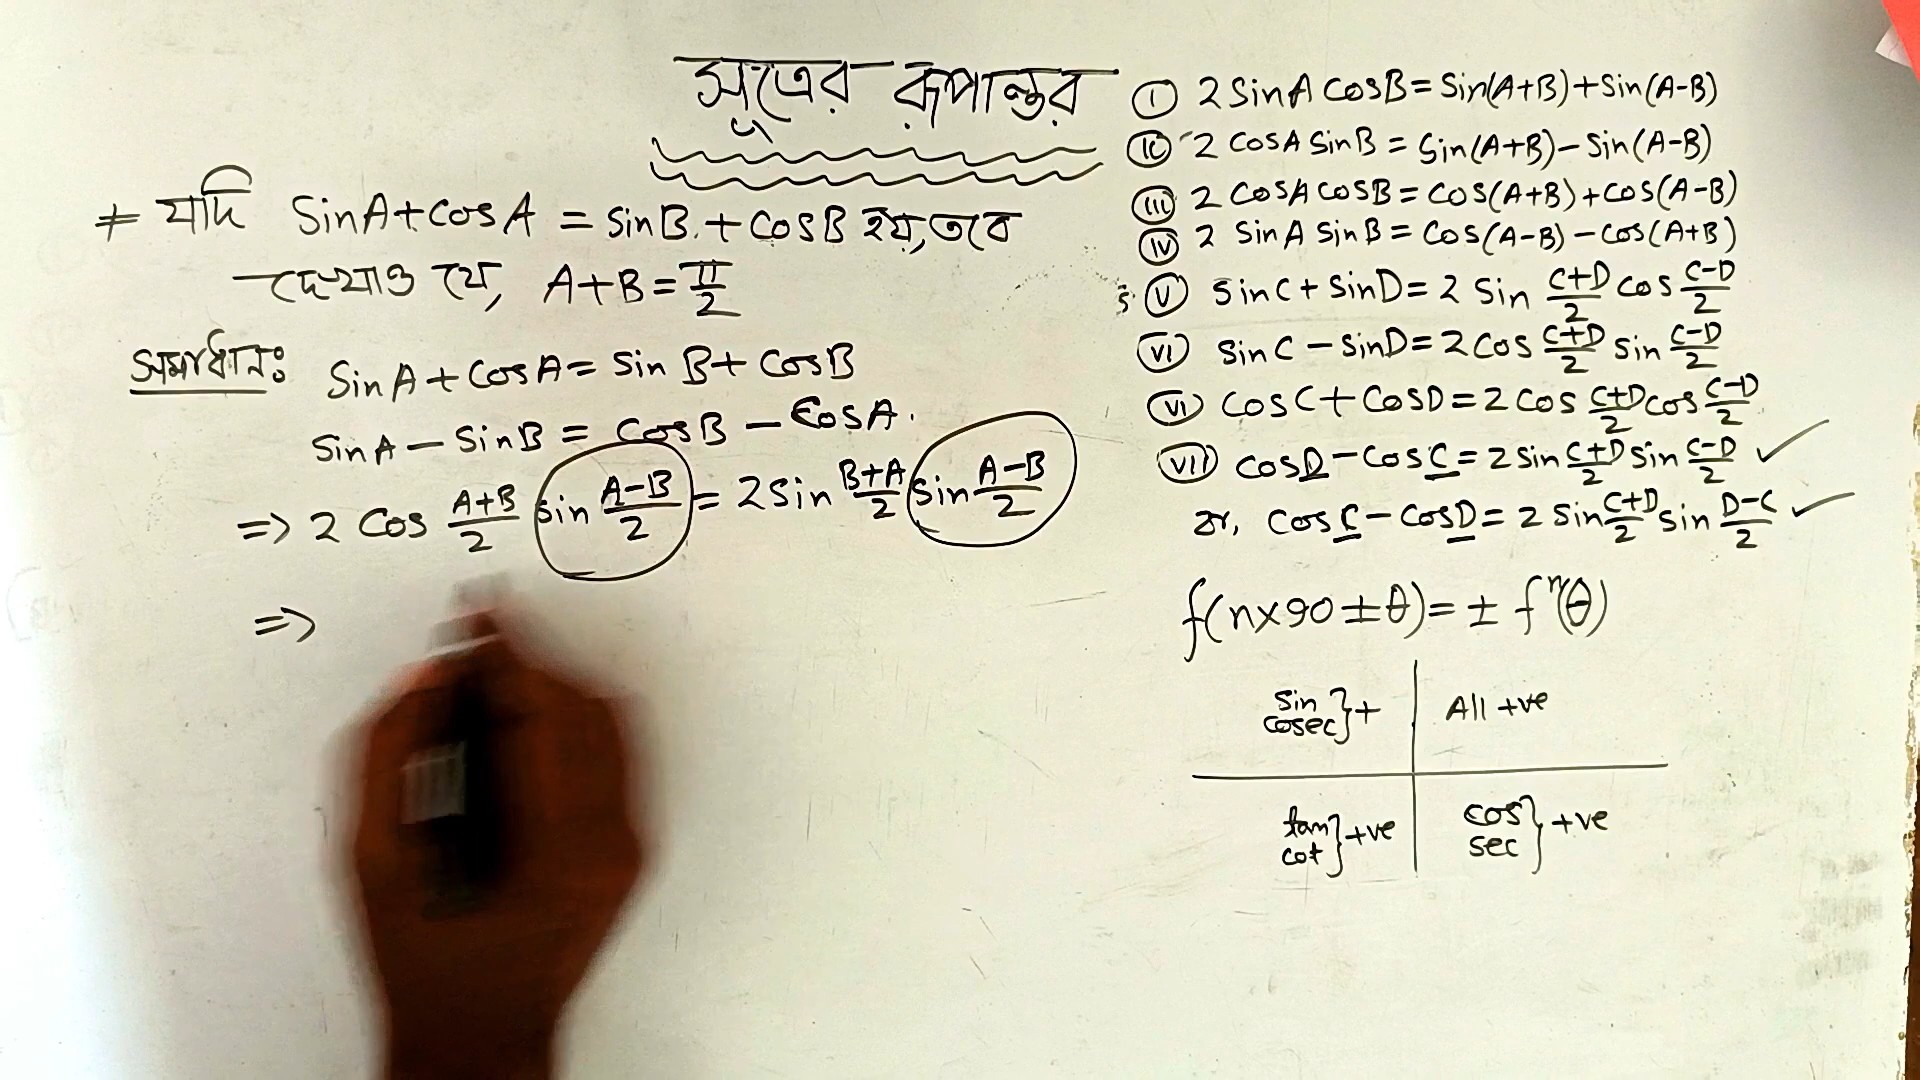 সূত্রের রূপান্তর
≠ যদি SinA+cosA = sinB.+cosB হয়, তবে
দেখাও যে, A+B=π/2
সমাধানঃ SinA+cosA= sin B+ cosB
SinA – SinB = cosB – cosA.
=> 2 cos A+B/2 sin A-B/2 = 2 sin B+A/2 sin A-B/2
=>
(I) 2 SinA cosB= Sin(A+B)+Sin(A-B)
(II) 2 cosA sinB = Sin(A+B)-Sin(A-B)
(III) 2 cosA cosB=cos(A+B)+cos(A-B)
(IV) 2 sinA sinB= cos(A-B)-cos(A+B)
(V) sinC+sinD=2 sin C+D/2 cos C-D/2
(VI) sinC-sinD=2cos C+D/2 sin C-D/2
(VI) cosC+cosD=2cos C+D/2 cos C-D/2
(VII) cosD-cosC=2sin C+D/2 sin C-D/2 ✓
or, cosC-cosD=2 sin C+D/2 sin D-C/2 ✓
f(n×90±θ)=± fⁿ(θ)
sin cosec}+ All +ve
tan cot}+ve cos sec}+ve